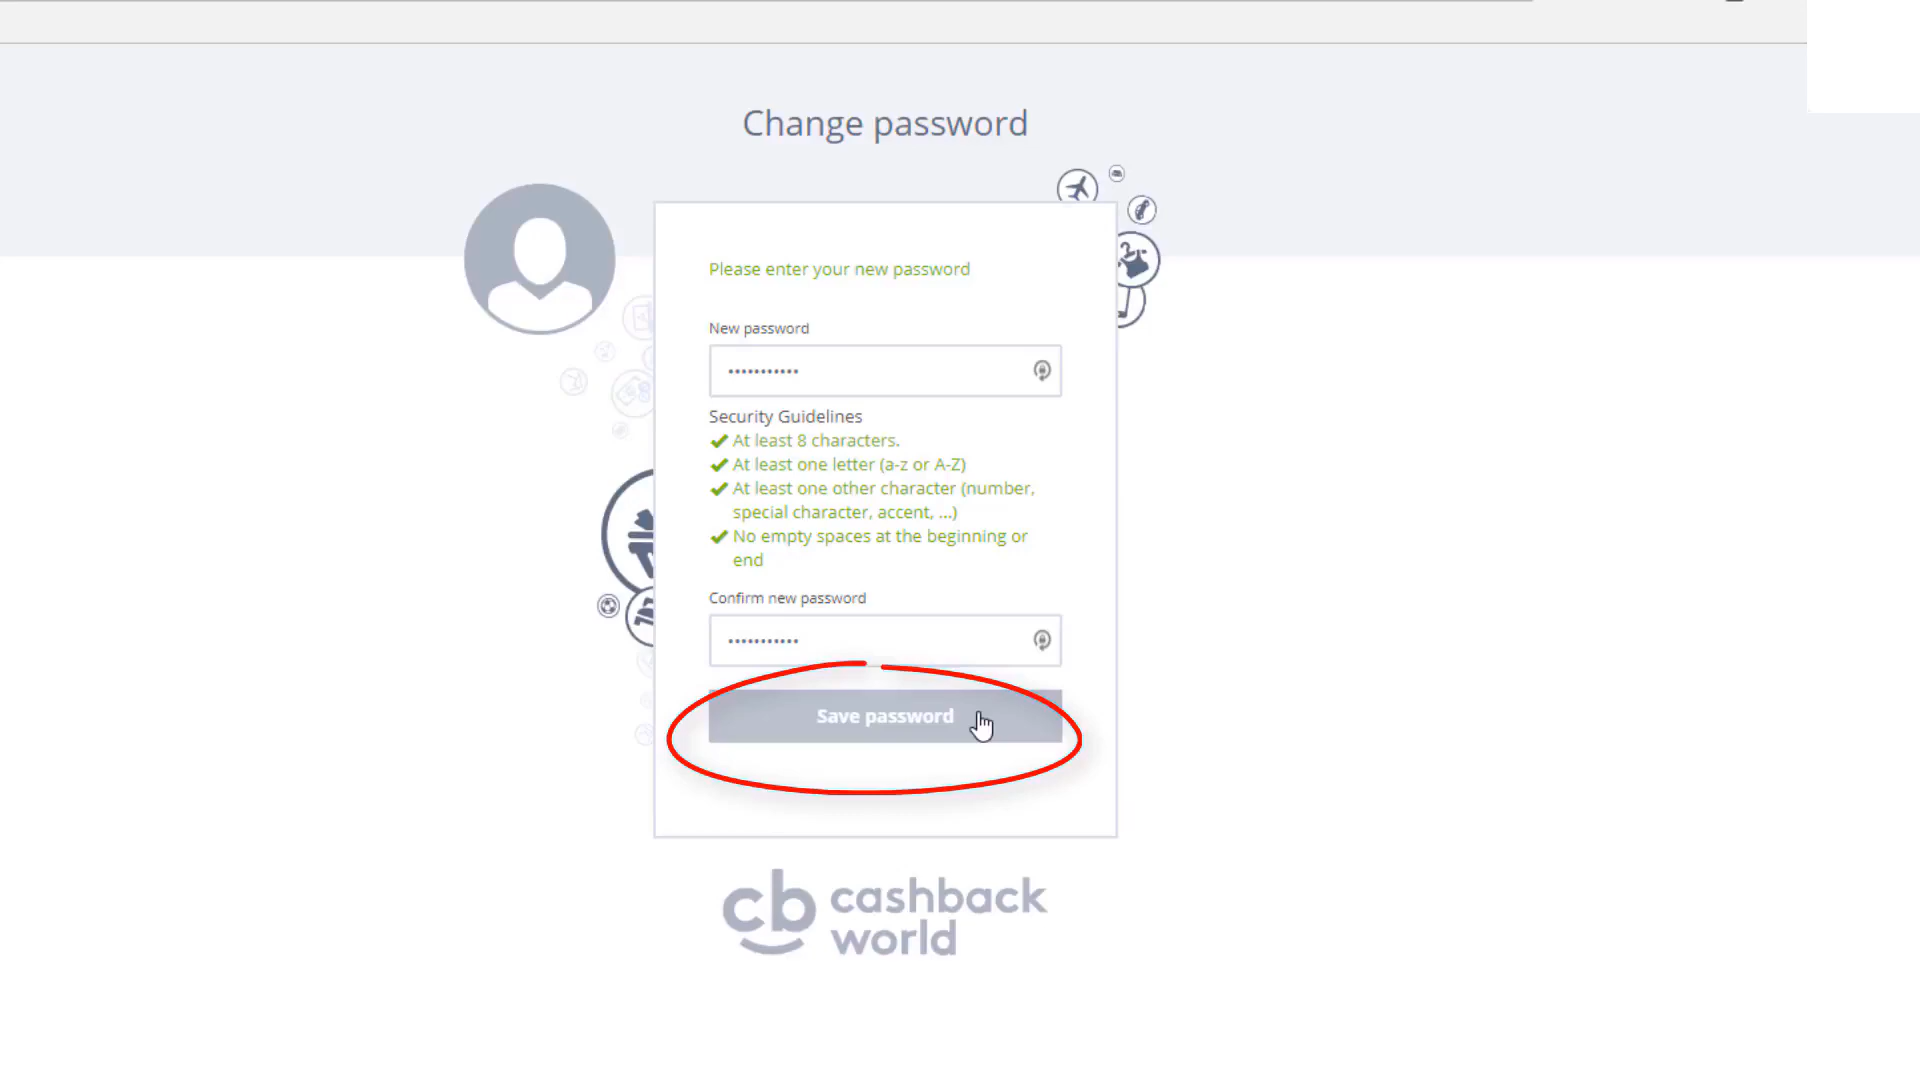 Change password
Please enter your new password
New password
•••••••••••
Security Guidelines
At least 8 characters.
At least one letter (a-z or A-Z)
At least one other character (number,
special character, accent, ...)
No empty spaces at the beginning or
end
Confirm new password
•••••••••••
Save password
cb cashback
world